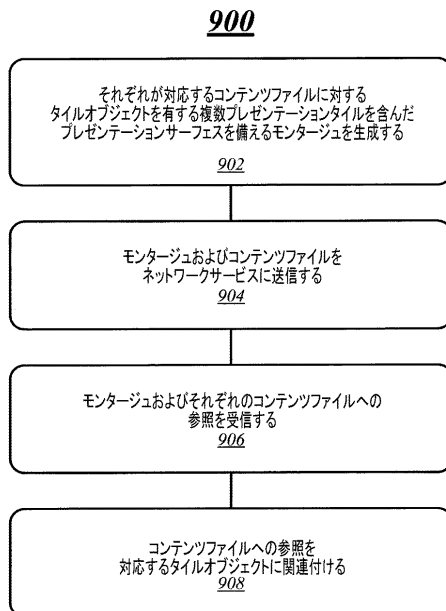 900
それぞれが対応するコンテンツファイルに対する
タイルオブジェクトを有する複数プレゼンテーションタイルを含んだ
プレゼンテーションサーフェスを備えるモンタージュを生成する
902
モンタージュおよびコンテンツファイルを
ネットワークサービスに送信する
904
モンタージュおよびそれぞれのコンテンツファイルへの
参照を受信する
906
コンテンツファイルへの参照を
対応するタイルオブジェクトに関連付ける
908